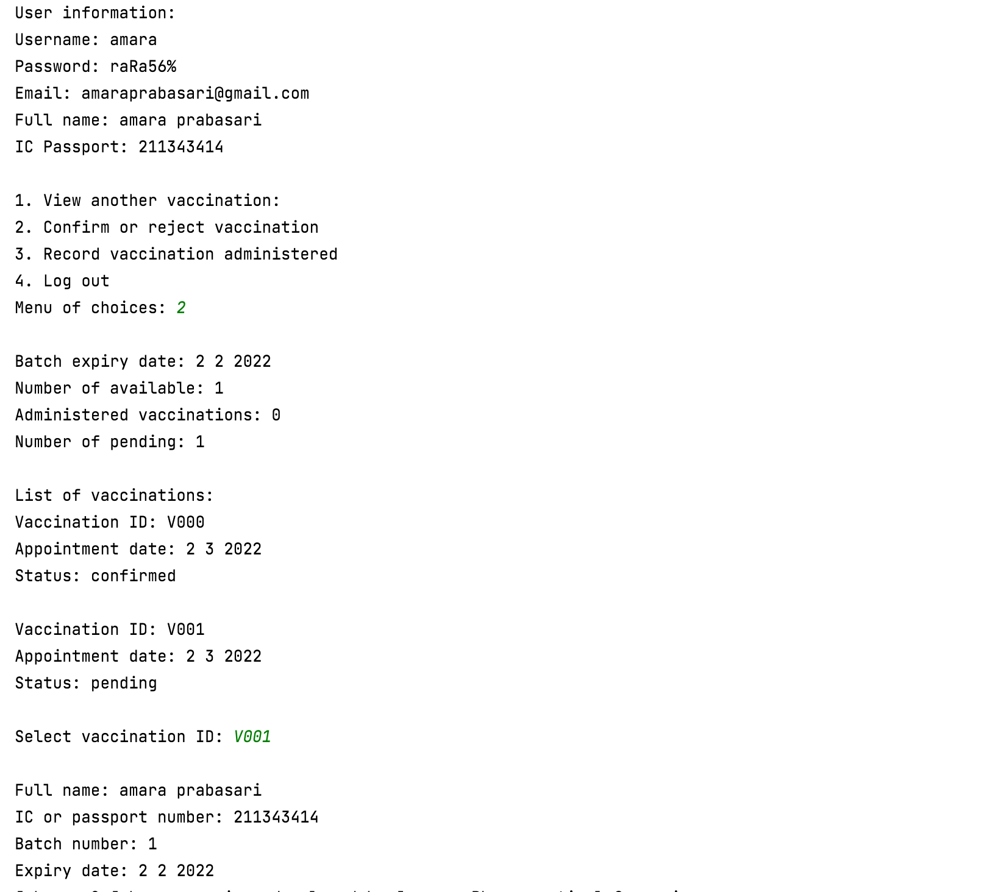 User information:
Username: amara
Password: raRa56%
Email: amaraprabasari@gmail.com
Full name: amara prabasari
IC Passport: 211343414
1. View another vaccination:
2. Confirm or reject vaccination
3. Record vaccination administered
4. Log out
Menu of choices: 2
Batch expiry date: 2 2 2022
Number of available: 1
Administered vaccinations: 0
Number of pending: 1
List of vaccinations:
Vaccination ID: V000
Appointment date: 2 3 2022
Status: confirmed
Vaccination ID: V001
Appointment date: 2 3 2022
Status: pending
Select vaccination ID: V001
Full name: amara prabasari
IC or passport number: 211343414
Batch number: 1
Expiry date: 2 2 2022